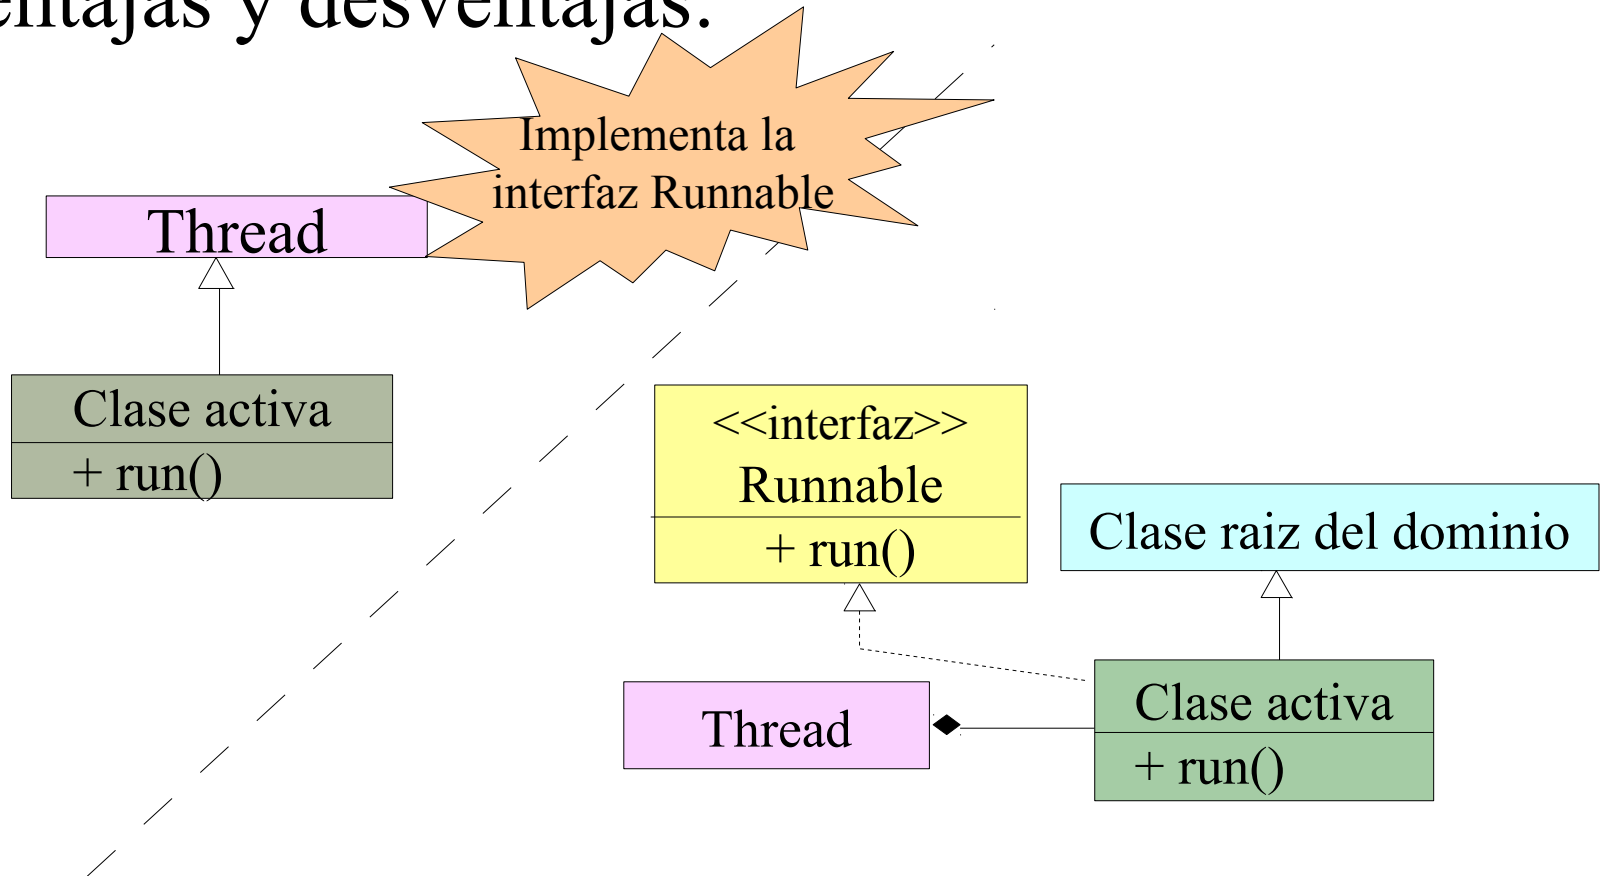 y desventajas.
Implementa la
interfaz Runnable
Thread
Clase activa
+ run()
<<interfaz>>
Runnable
+ run()
Clase raiz del dominio
Thread
Clase activa
+ run()